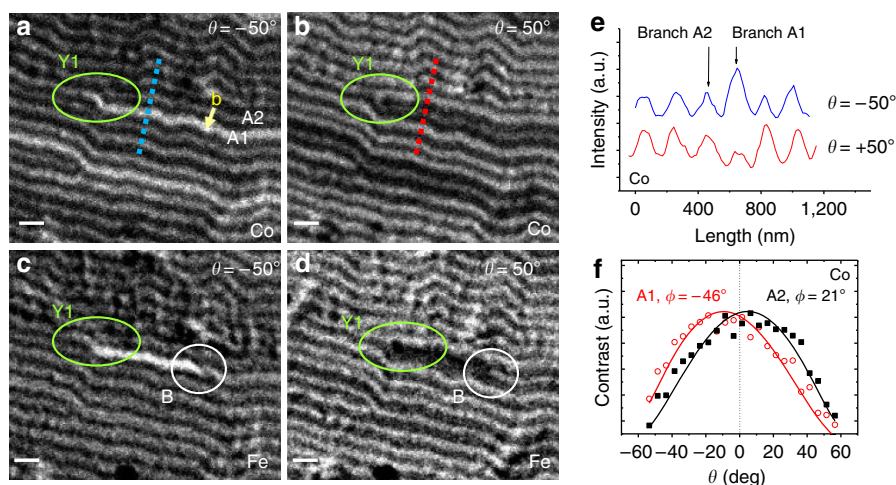 a
θ = −50°
Y1
b
A2
A1
Co
b
θ = 50°
Y1
Co
c
θ = −50°
Y1
B
Fe
d
θ = 50°
Y1
B
Fe
e
Branch A2
Branch A1
Intensity (a.u.)
θ = −50°
θ = +50°
Co
0
400
800
1,200
Length (nm)
f
Co
A1, ϕ = −46°
A2, ϕ = 21°
Contrast (a.u.)
−60 −40 −20 0 20 40 60
θ (deg)